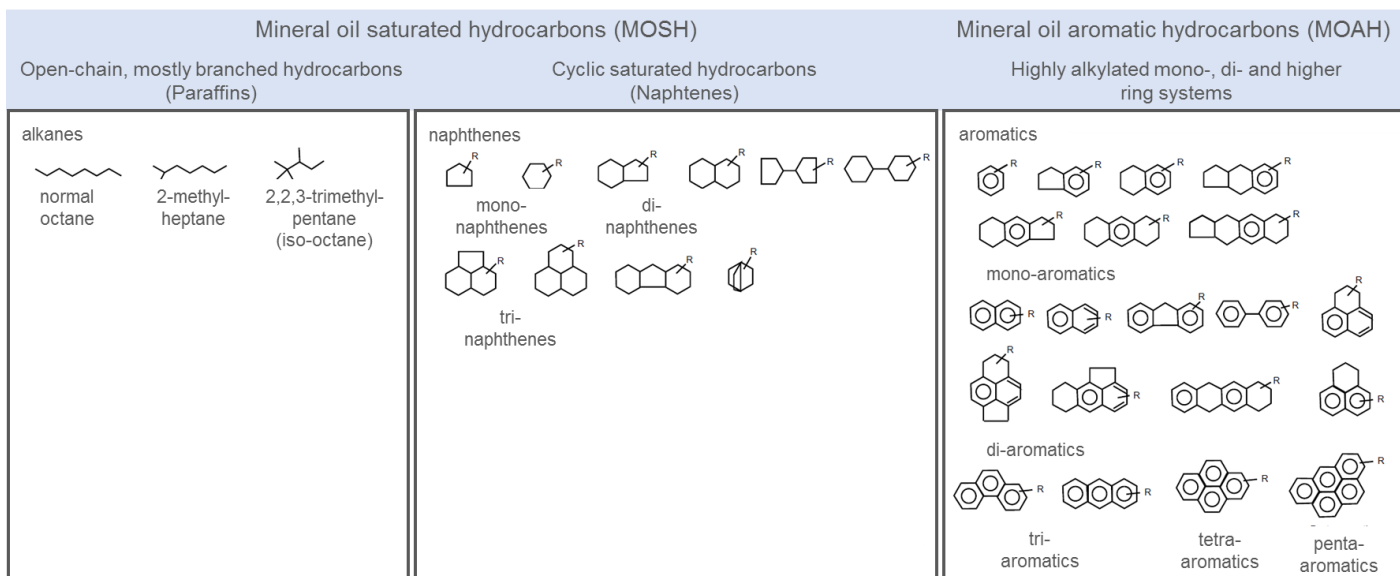 Mineral oil saturated hydrocarbons (MOSH)
Open-chain, mostly branched hydrocarbons
(Paraffins)
Cyclic saturated hydrocarbons
(Naphtenes)
Mineral oil aromatic hydrocarbons (MOAH)
Highly alkylated mono-, di- and higher
ring systems
alkanes
normal
octane
2-methyl-
heptane
2,2,3-trimethyl-
pentane
(iso-octane)
naphthenes
R
R
R
R
R
R
mono-
naphthenes
di-
naphthenes
R
R
R
R
tri-
naphthenes
aromatics
R
R
R
R
R
R
R
mono-aromatics
R
R
R
R
R
R
R
R
R
di-aromatics
R
R
R
R
tri-
aromatics
tetra-
aromatics
penta-
aromatics